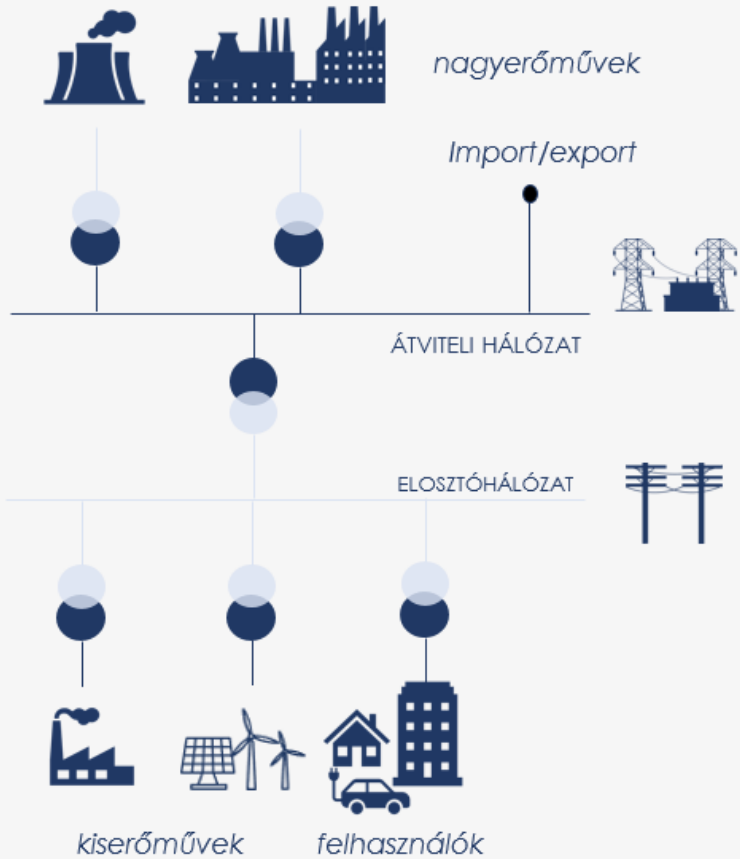 nagyerőművek
Import/export
ÁTVITELI HÁLÓZAT
ELOSZTÓHÁLÓZAT
kiserőművek
felhasználók